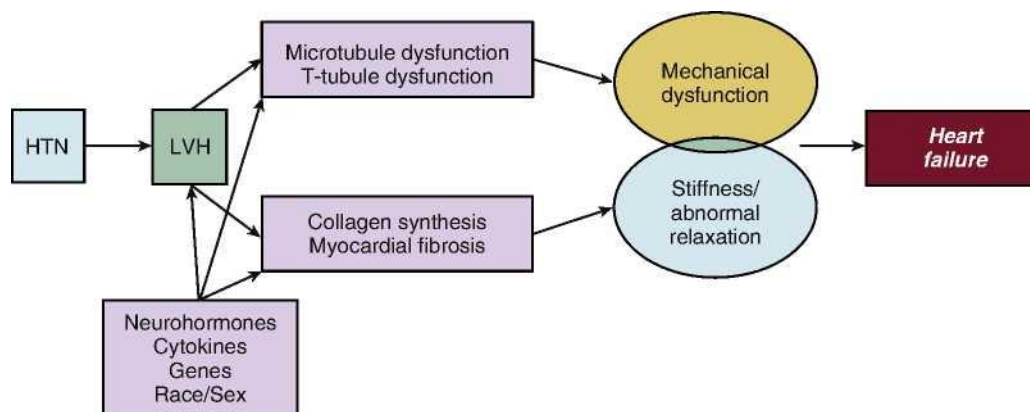 HTN
LVH
Microtubule dysfunction
T-tubule dysfunction
Collagen synthesis
Myocardial fibrosis
Neurohormones
Cytokines
Genes
Race/Sex
Mechanical
dysfunction
Stiffness/
abnormal
relaxation
Heart
failure